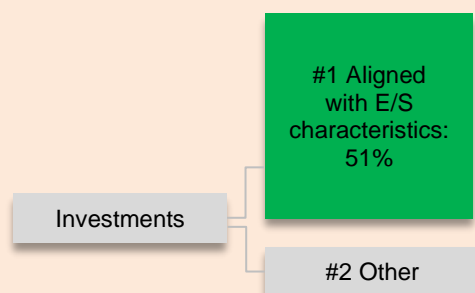 #1 Aligned
with E/S
characteristics:
51%
Investments
#2 Other